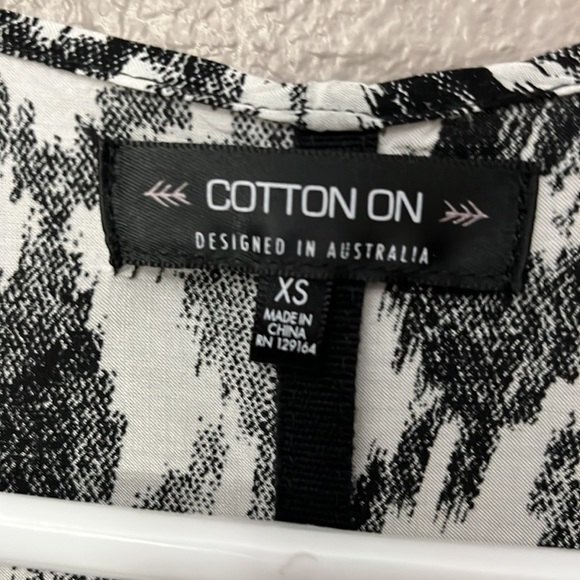 COTTON ON
DESIGNED IN AUSTRALIA
XS
MADE IN
CHINA
RN 129164